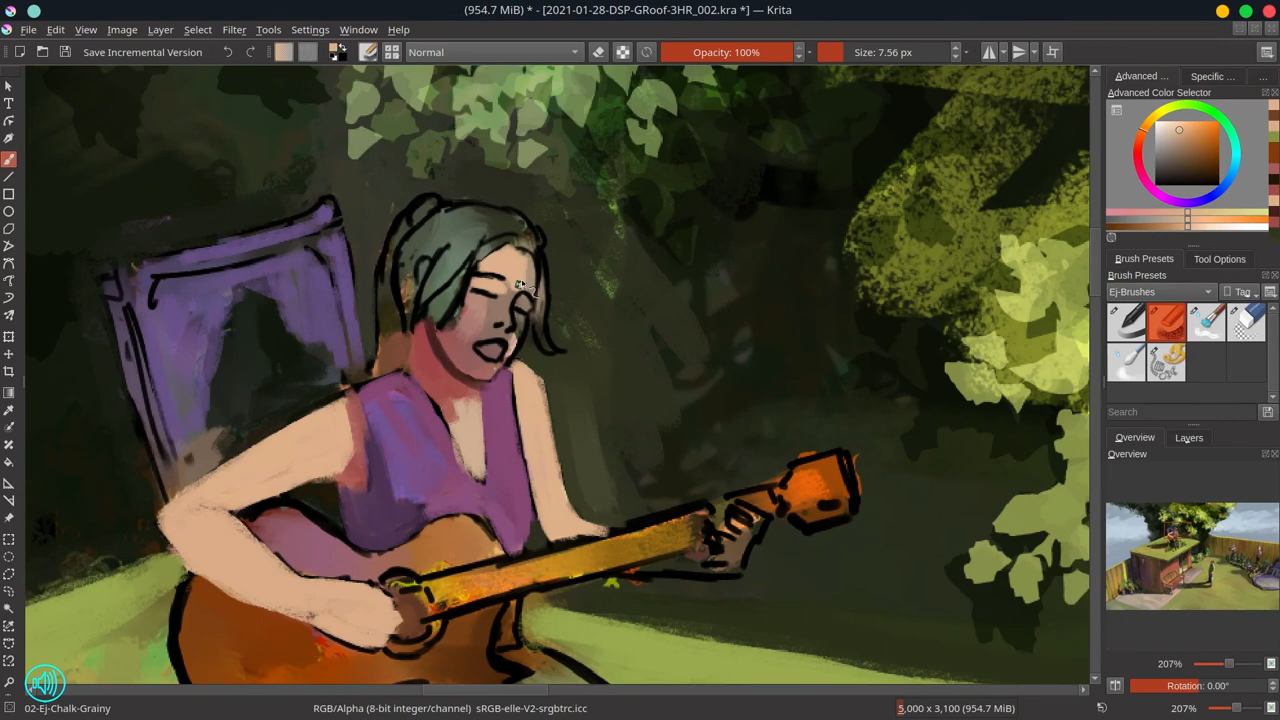 (954.7 MiB) * - [2021-01-28-DSP-GRoof-3HR_002.kra *] — Krita
File Edit View Image Layer Select Filter Tools Settings Window Help
Save Incremental Version Normal Opacity: 100% Size: 7.56 px
Advanced ... Specific ... ...
Advanced Color Selector
Brush Presets Tool Options
Brush Presets
Ej-Brushes Tag
Search
Overview Layers
Overview
207%
Rotation: 0.00°
02-Ej-Chalk-Grainy RGB/Alpha (8-bit integer/channel) sRGB-elle-V2-srgbtrc.icc 5,000 x 3,100 (954.7 MiB) 207%